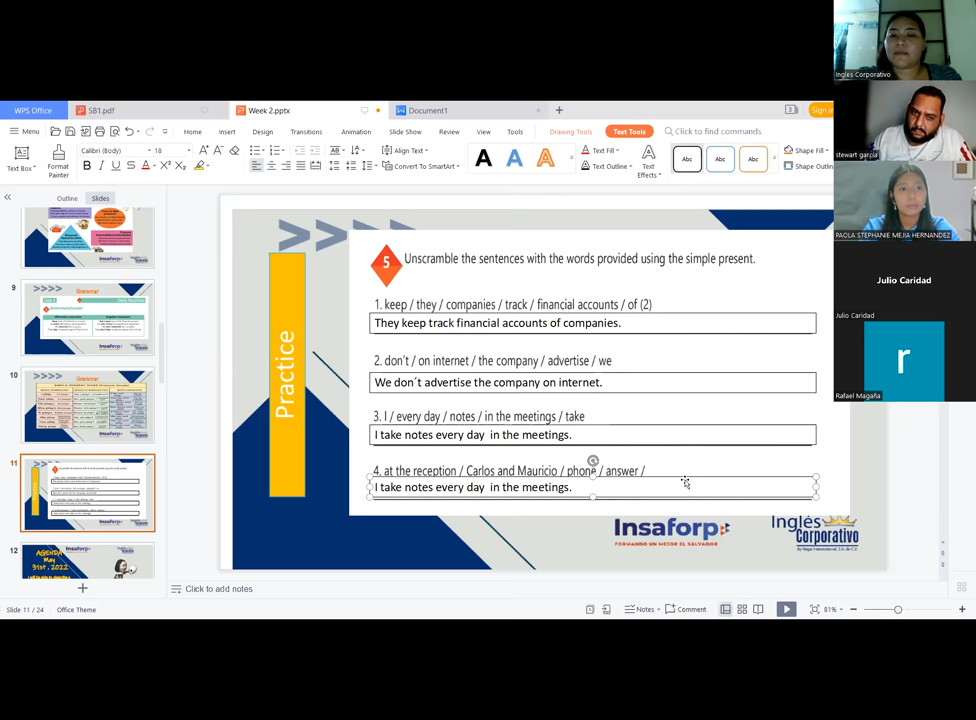 WPS Office
SB1.pdf
Week 2.pptx
Document1
Sign in
Menu
Home
Insert
Design
Transitions
Animation
Slide Show
Review
View
Tools
Drawing Tools
Text Tools
Click to find commands
Text Box
Format Painter
Calibri (Body)
18
Align Text
Convert to SmartArt
Text Fill
Text Outline
Text Effects
Abc
Abc
Abc
Shape Fill
Shape Outlin
Outline
Slides
9
10
11
12
AGENDA
May
31st, 2022
Practice
5
Unscramble the sentences with the words provided using the simple present.
1. keep / they / companies / track / financial accounts / of (2)
They keep track financial accounts of companies.
2. don't / on internet / the company / advertise / we
We don´t advertise the company on internet.
3. I / every day / notes / in the meetings / take
I take notes every day  in the meetings.
4. at the reception / Carlos and Mauricio / phone / answer /
I take notes every day  in the meetings.
Insaforp
FORMANDO UN MEJOR EL SALVADOR
Inglés
Corporativo
Click to add notes
Slide 11 / 24
Office Theme
Notes
Comment
81%
Ingles Corporativo
stewart garcia
PAOLA STEPHANIE MEJIA HERNANDEZ
Julio Caridad
Julio Caridad
r
Rafael Magaña